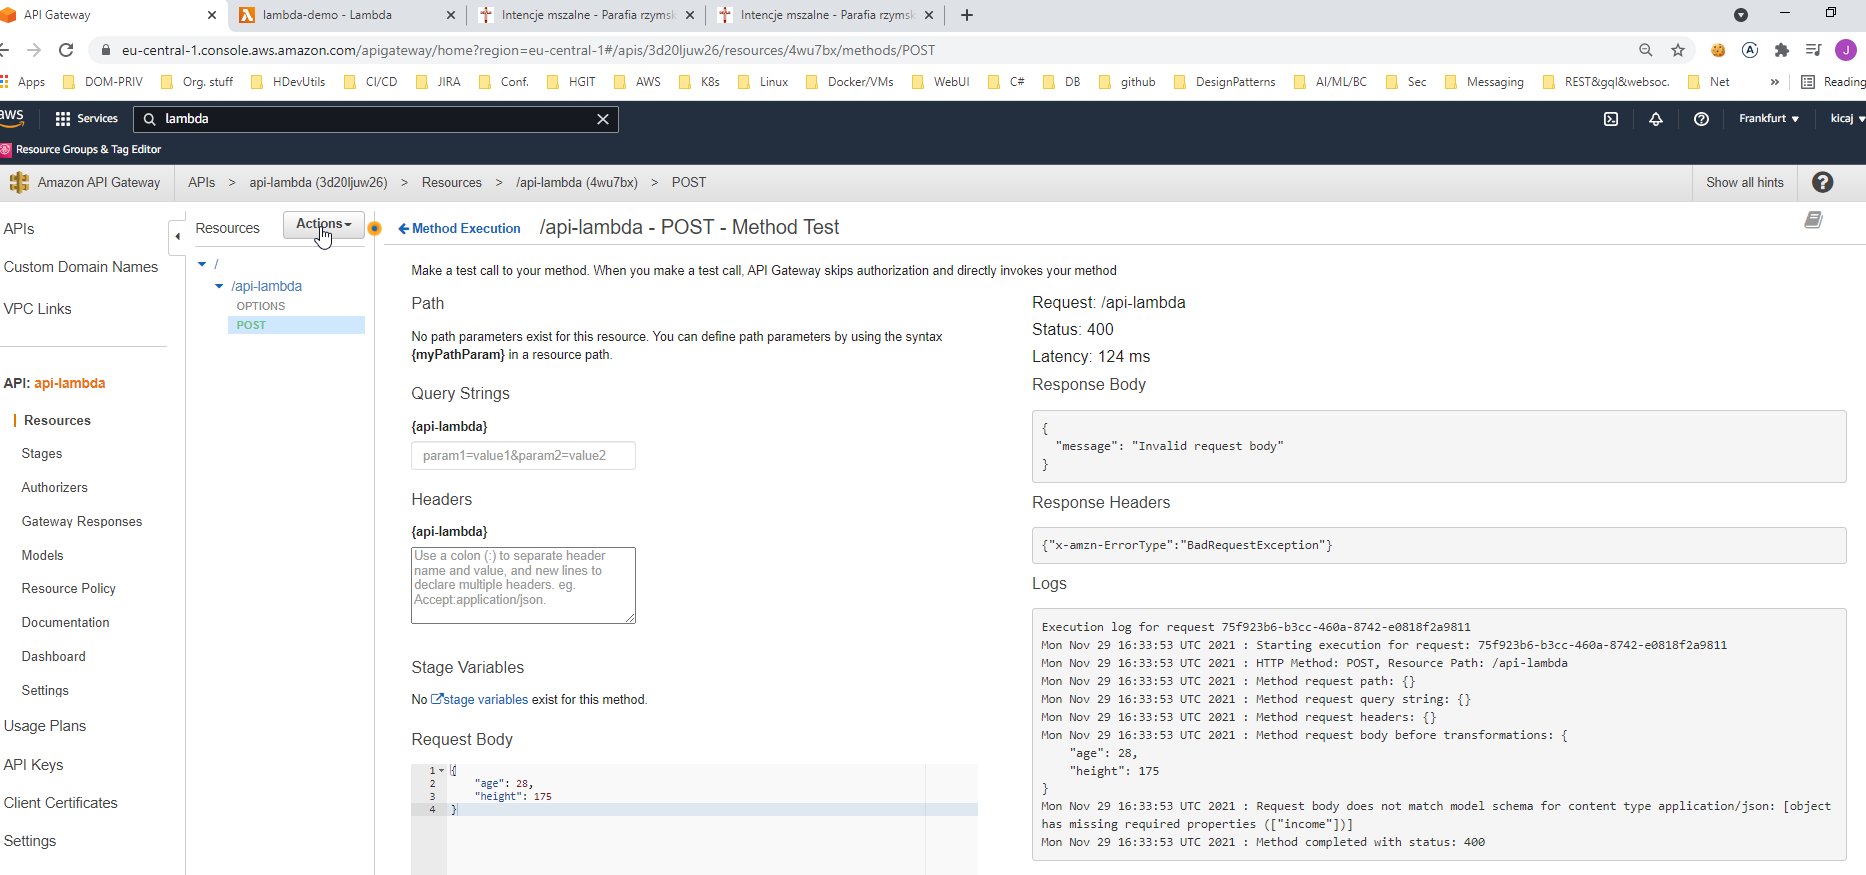 API Gateway
lambda-demo - Lambda
Intencje mszalne - Parafia rzymsk
Intencje mszalne - Parafia rzymsk
eu-central-1.console.aws.amazon.com/apigateway/home?region=eu-central-1#/apis/3d20ljuw26/resources/4wu7bx/methods/POST
J
Apps DOM-PRIV Org. stuff HDevUtils CI/CD JIRA Conf. HGIT AWS K8s Linux Docker/VMs WebUI C# DB github DesignPatterns AI/ML/BC Sec Messaging REST&gql&websoc. Net » Reading
aws Services lambda Frankfurt kicaj
Resource Groups & Tag Editor
Amazon API Gateway APIs > api-lambda (3d20ljuw26) > Resources > /api-lambda (4wu7bx) > POST Show all hints
APIs
Custom Domain Names
VPC Links
API: api-lambda
Resources
Stages
Authorizers
Gateway Responses
Models
Resource Policy
Documentation
Dashboard
Settings
Usage Plans
API Keys
Client Certificates
Settings
Resources Actions
/
/api-lambda
OPTIONS
POST
Method Execution /api-lambda - POST - Method Test
Make a test call to your method. When you make a test call, API Gateway skips authorization and directly invokes your method
Path
No path parameters exist for this resource. You can define path parameters by using the syntax
{myPathParam} in a resource path.
Query Strings
{api-lambda}
param1=value1&param2=value2
Headers
{api-lambda}
Use a colon (:) to separate header
name and value, and new lines to
declare multiple headers. eg.
Accept:application/json.
Stage Variables
No stage variables exist for this method.
Request Body
1 {
2 "age": 28,
3 "height": 175
4 }
Request: /api-lambda
Status: 400
Latency: 124 ms
Response Body
{
"message": "Invalid request body"
}
Response Headers
{"x-amzn-ErrorType":"BadRequestException"}
Logs
Execution log for request 75f923b6-b3cc-460a-8742-e0818f2a9811
Mon Nov 29 16:33:53 UTC 2021 : Starting execution for request: 75f923b6-b3cc-460a-8742-e0818f2a9811
Mon Nov 29 16:33:53 UTC 2021 : HTTP Method: POST, Resource Path: /api-lambda
Mon Nov 29 16:33:53 UTC 2021 : Method request path: {}
Mon Nov 29 16:33:53 UTC 2021 : Method request query string: {}
Mon Nov 29 16:33:53 UTC 2021 : Method request headers: {}
Mon Nov 29 16:33:53 UTC 2021 : Method request body before transformations: {
"age": 28,
"height": 175
}
Mon Nov 29 16:33:53 UTC 2021 : Request body does not match model schema for content type application/json: [object
has missing required properties (["income"])]
Mon Nov 29 16:33:53 UTC 2021 : Method completed with status: 400